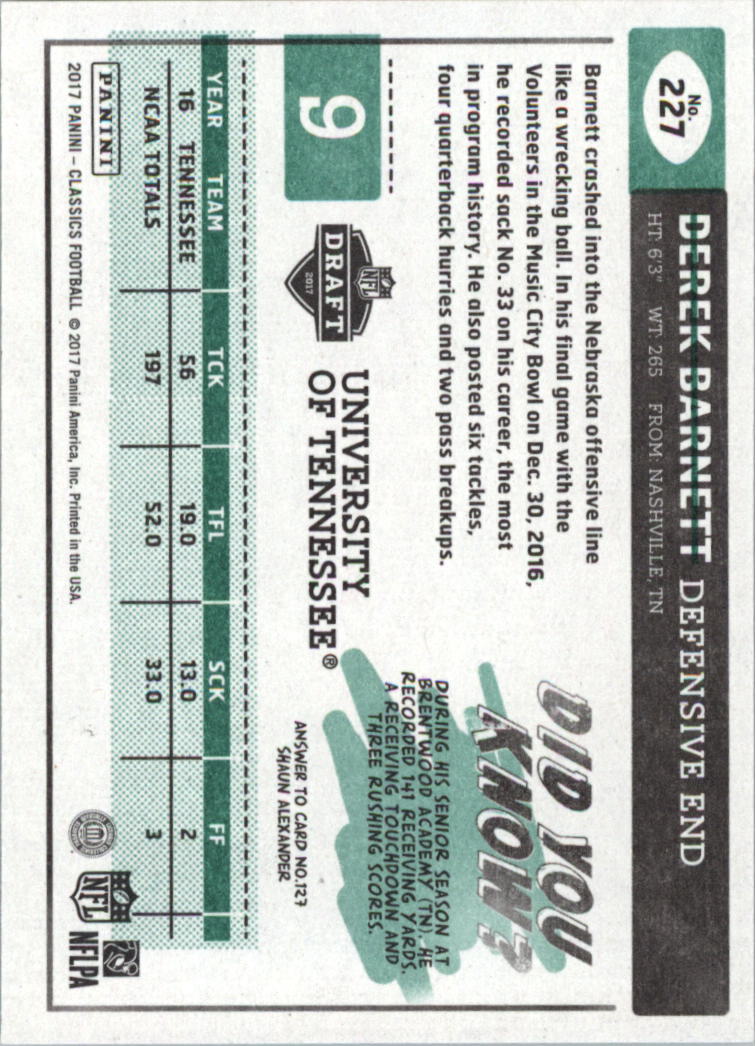 No.
227
DEREK BARNETT DEFENSIVE END
HT: 6'3" WT: 265 FROM: NASHVILLE, TN
Barnett crashed into the Nebraska offensive line
like a wrecking ball. In his final game with the
Volunteers in the Music City Bowl on Dec. 30, 2016,
he recorded sack No. 33 on his career, the most
in program history. He also posted six tackles,
four quarterback hurries and two pass breakups.
DID YOU
KNOW?
DURING HIS SENIOR SEASON AT
BRENTWOOD ACADEMY (TN), HE
RECORDED 141 RECEIVING YARDS,
A RECEIVING TOUCHDOWN AND
THREE RUSHING SCORES.
ANSWER TO CARD NO.127
SHAUN ALEXANDER
9
NFL
DRAFT
2017
UNIVERSITY
OF TENNESSEE®
YEAR TEAM TCK TFL SCK FF
16 TENNESSEE 56 19.0 13.0 2
NCAA TOTALS 197 52.0 33.0 3
PANINI
2017 PANINI – CLASSICS FOOTBALL © 2017 Panini America, Inc. Printed in the USA.
NFL
NFLPA